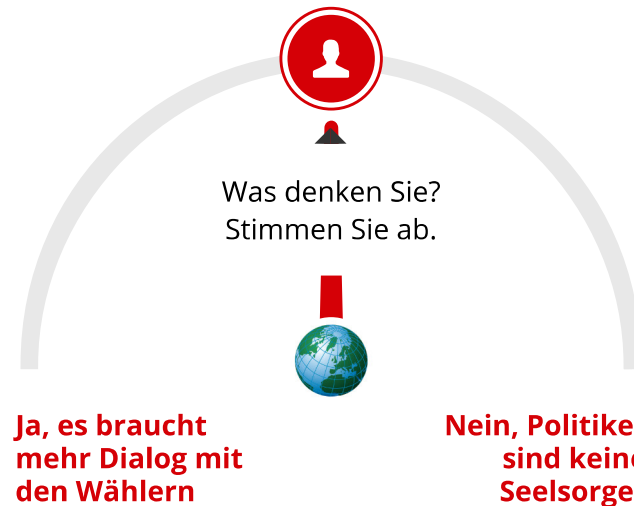 Was denken Sie?
Stimmen Sie ab.
Ja, es braucht
mehr Dialog mit
den Wählern
Nein, Politike
sind kein
Seelsorge